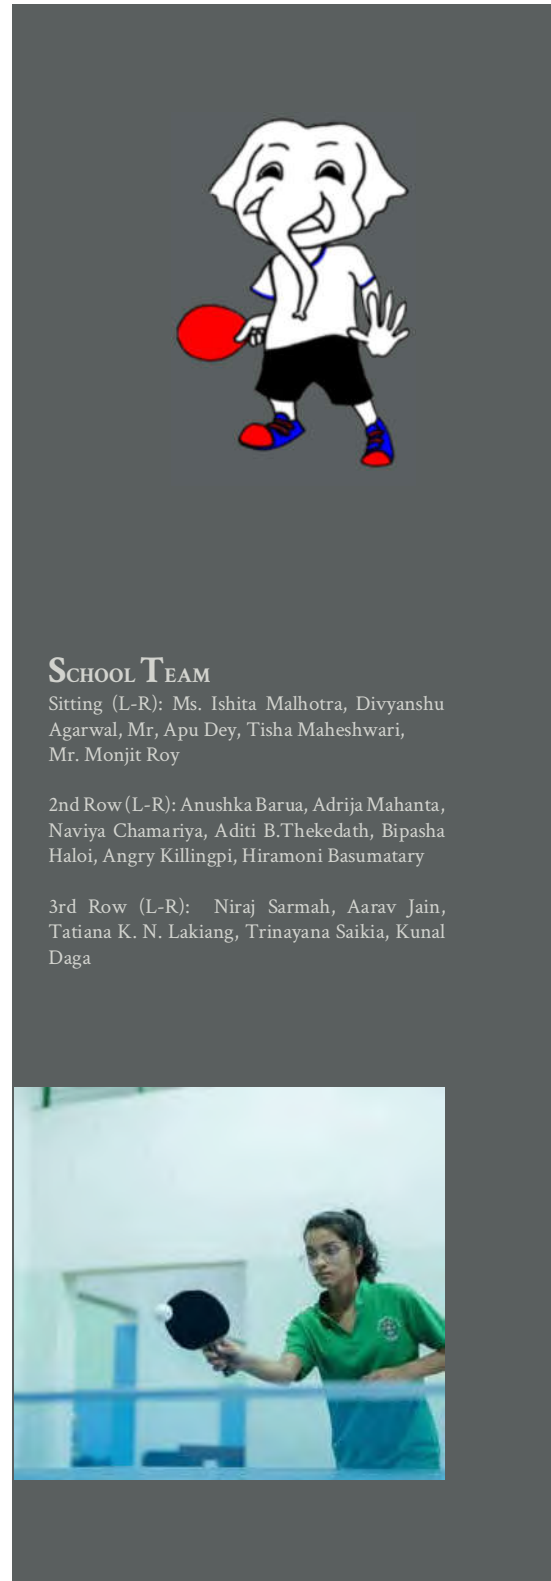 School Team
Sitting (L-R): Ms. Ishita Malhotra, Divyanshu
Agarwal, Mr, Apu Dey, Tisha Maheshwari,
Mr. Monjit Roy
2nd Row (L-R): Anushka Barua, Adrija Mahanta,
Naviya Chamariya, Aditi B.Thekedath, Bipasha
Haloi, Angry Killingpi, Hiramoni Basumatary
3rd Row (L-R): Niraj Sarmah, Aarav Jain,
Tatiana K. N. Lakiang, Trinayana Saikia, Kunal
Daga